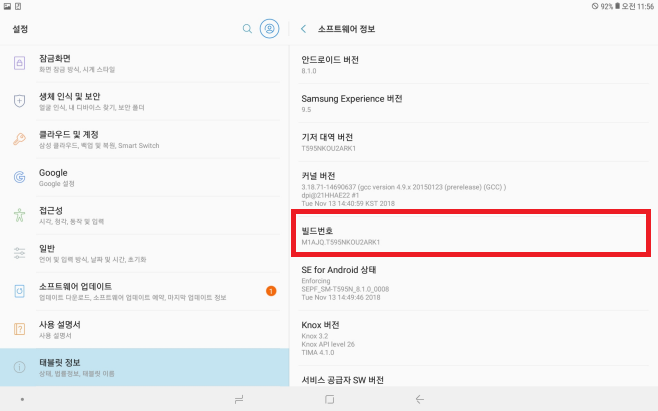 92% 오전 11:56
설정
잠금화면
화면 잠금 방식, 시계 스타일
생체 인식 및 보안
얼굴 인식, 내 디바이스 찾기, 보안 폴더
클라우드 및 계정
삼성 클라우드, 백업 및 복원, Smart Switch
Google
Google 설정
접근성
시각, 청각, 동작 및 입력
일반
언어 및 입력 방식, 날짜 및 시간, 초기화
소프트웨어 업데이트
업데이트 다운로드, 소프트웨어 업데이트 예약, 마지막 업데이트 정보
1
사용 설명서
사용 설명서
태블릿 정보
상태, 법률정보, 태블릿 이름
소프트웨어 정보
안드로이드 버전
8.1.0
Samsung Experience 버전
9.5
기저 대역 버전
T595NKOU2ARK1
커널 버전
3.18.71-14690637 (gcc version 4.9.x 20150123 (prerelease) (GCC) )
dpi@21HHAE22 #1
Tue Nov 13 14:40:59 KST 2018
빌드번호
M1AJQ.T595NKOU2ARK1
SE for Android 상태
Enforcing
SEPF_SM-T595N_8.1.0_0008
Tue Nov 13 14:49:46 2018
Knox 버전
Knox 3.2
Knox API level 26
TIMA 4.1.0
서비스 공급자 SW 버전